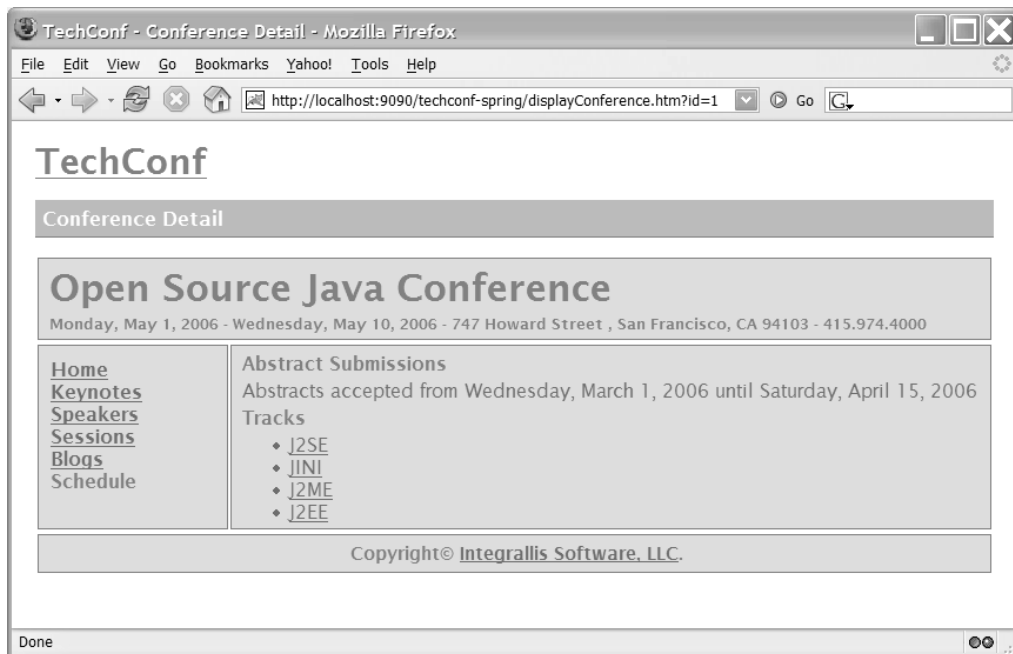 TechConf - Conference Detail - Mozilla Firefox
File Edit View Go Bookmarks Yahoo! Tools Help
http://localhost:9090/techconf-spring/displayConference.htm?id=1 Go G
TechConf
Conference Detail
Open Source Java Conference
Monday, May 1, 2006 - Wednesday, May 10, 2006 - 747 Howard Street , San Francisco, CA 94103 - 415.974.4000
Home
Keynotes
Speakers
Sessions
Blogs
Schedule
Abstract Submissions
Abstracts accepted from Wednesday, March 1, 2006 until Saturday, April 15, 2006
Tracks
• J2SE
• JINI
• J2ME
• J2EE
Copyright© Integrallis Software, LLC.
Done